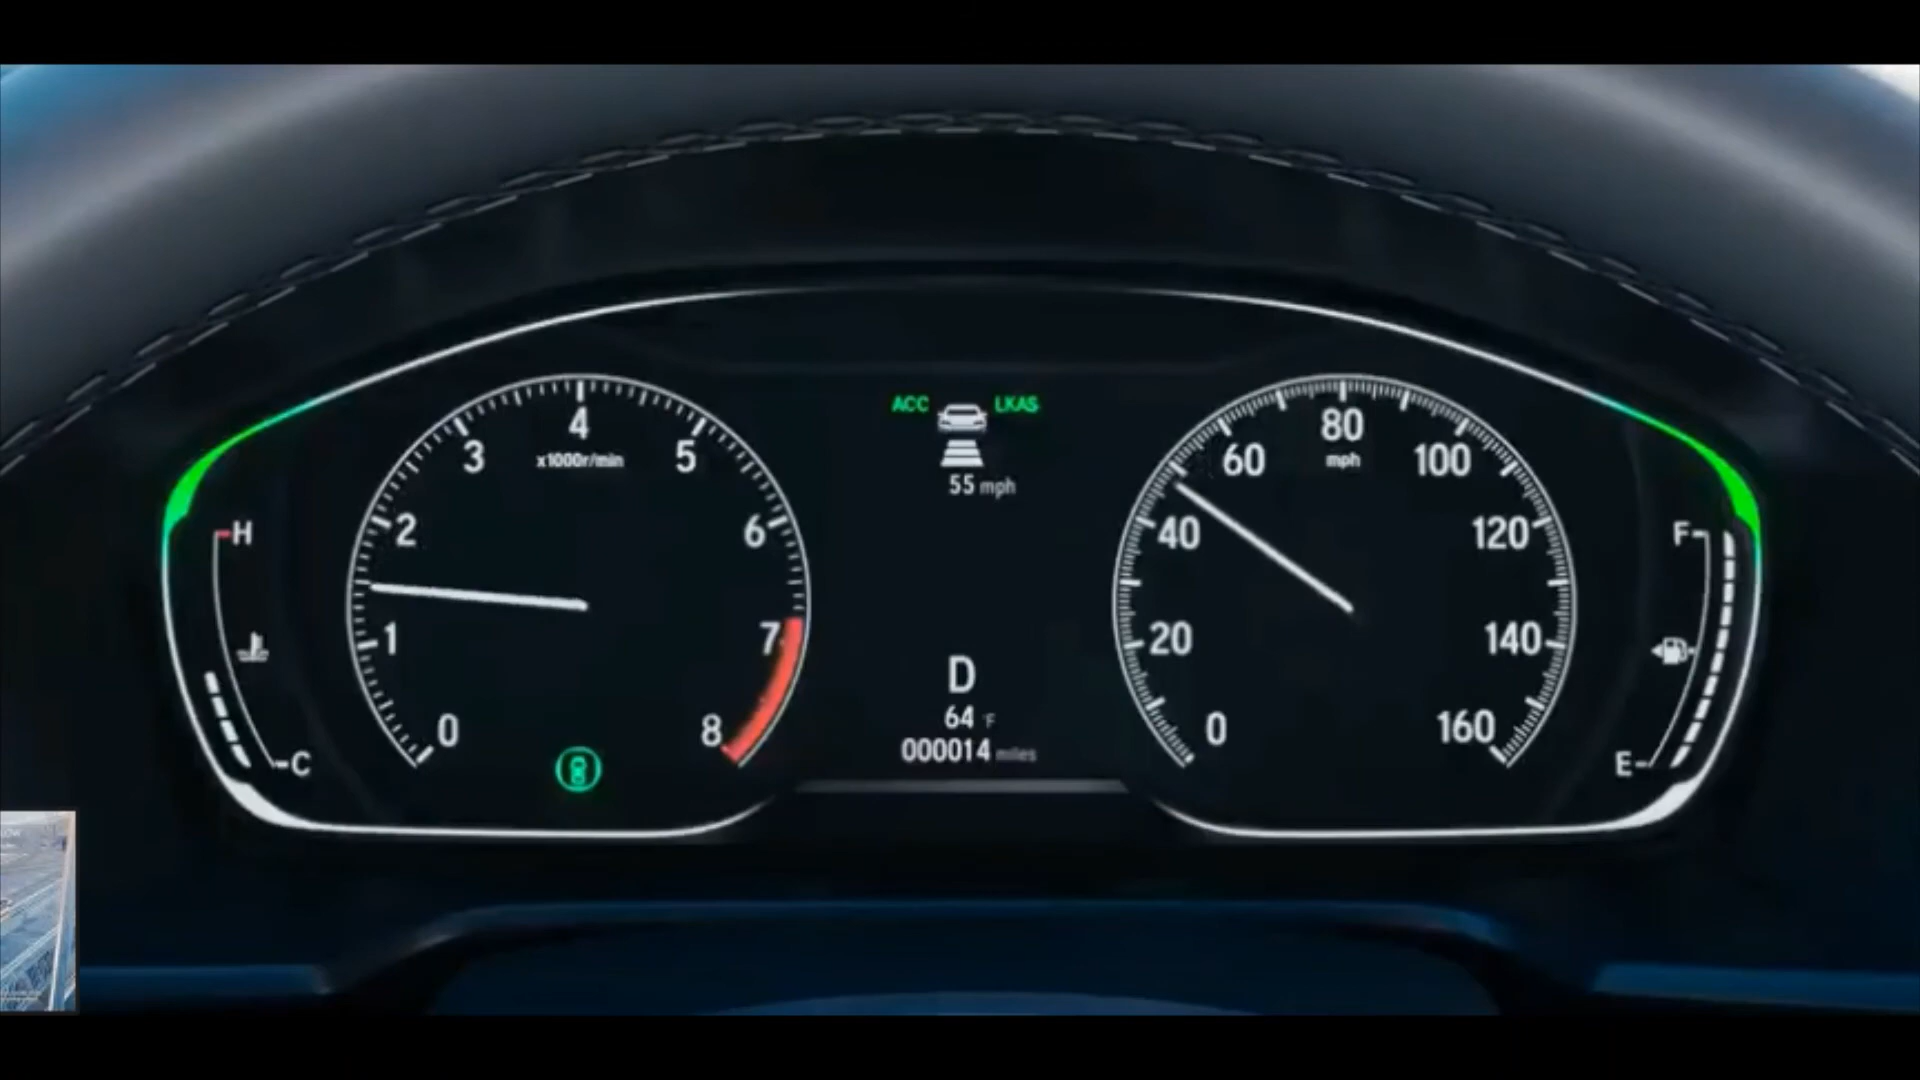 ACC LKAS
55 mph
4
3 5
x1000r/min
2 6
1 7
0 8
80
60 100
mph
40 120
20 140
0 160
H
C
F
E
D
64 °F
000014 miles